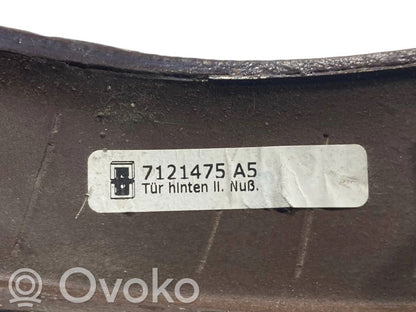 7121475 A5
Tür hinten li. Nuß.
Ovoko